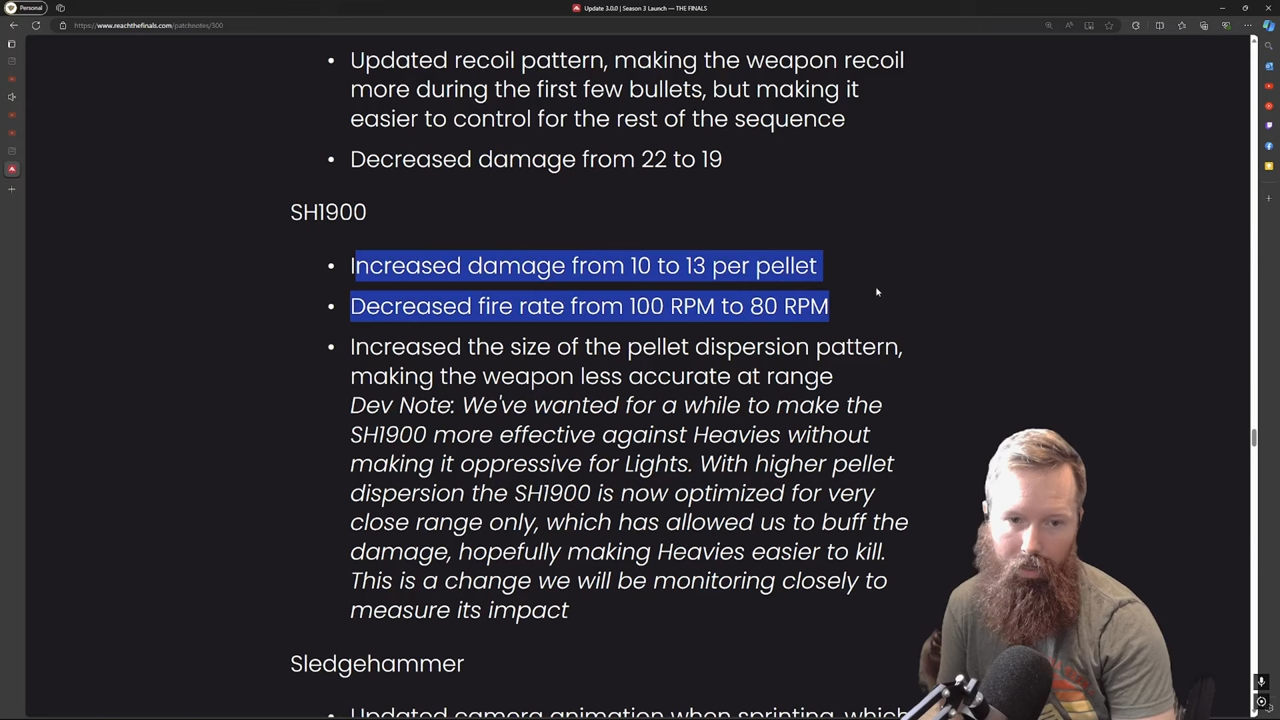 Personal
Update 3.0.0 | Season 3 Launch — THE FINALS
https://www.reachthefinals.com/patchnotes/300
• Updated recoil pattern, making the weapon recoil
more during the first few bullets, but making it
easier to control for the rest of the sequence
• Decreased damage from 22 to 19
SH1900
• Increased damage from 10 to 13 per pellet
• Decreased fire rate from 100 RPM to 80 RPM
• Increased the size of the pellet dispersion pattern,
making the weapon less accurate at range
Dev Note: We've wanted for a while to make the
SH1900 more effective against Heavies without
making it oppressive for Lights. With higher pellet
dispersion the SH1900 is now optimized for very
close range only, which has allowed us to buff the
damage, hopefully making Heavies easier to kill.
This is a change we will be monitoring closely to
measure its impact
Sledgehammer
• Updated camera animation when sprinting, which